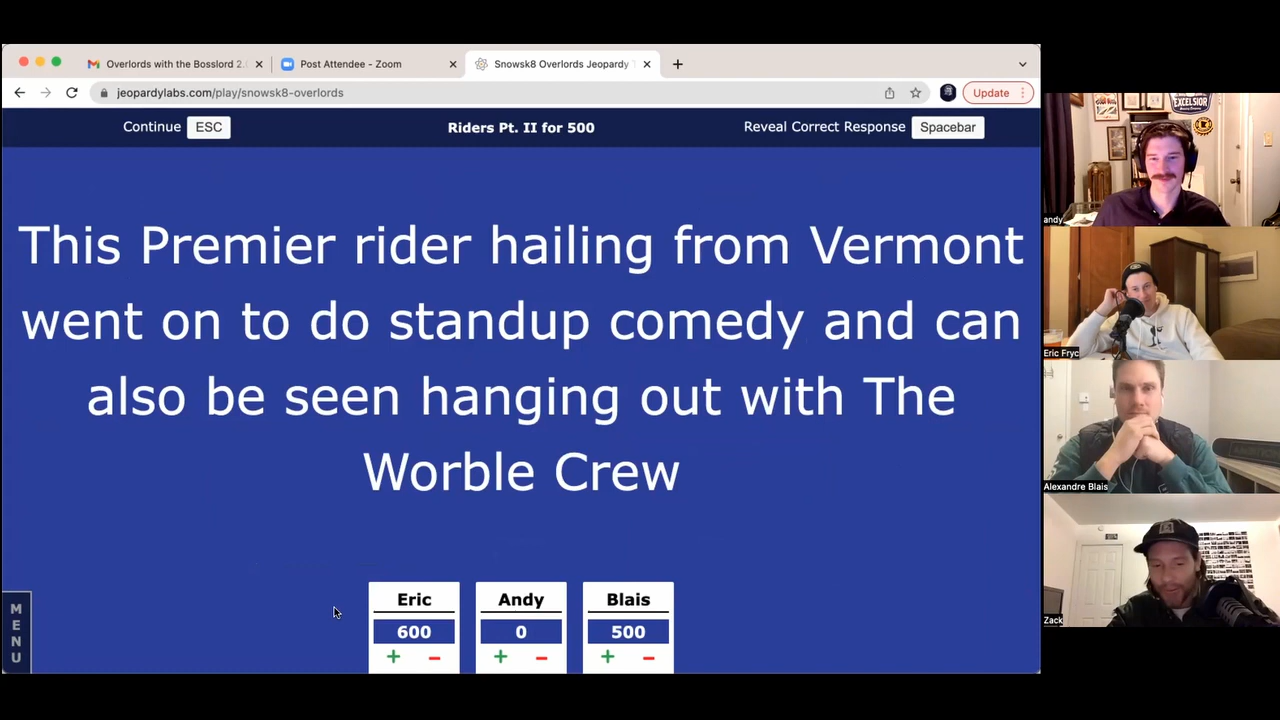 Overlords with the Bosslord 2.
Post Attendee - Zoom
Snowsk8 Overlords Jeopardy
jeopardylabs.com/play/snowsk8-overlords
Update
Continue ESC
Riders Pt. II for 500
Reveal Correct Response Spacebar
This Premier rider hailing from Vermont
went on to do standup comedy and can
also be seen hanging out with The
Worble Crew
MENU
Eric
600
+ −
Andy
0
+ −
Blais
500
+ −
EXCELSIOR
andy
Eric Fryc
Alexandre Blais
Zack